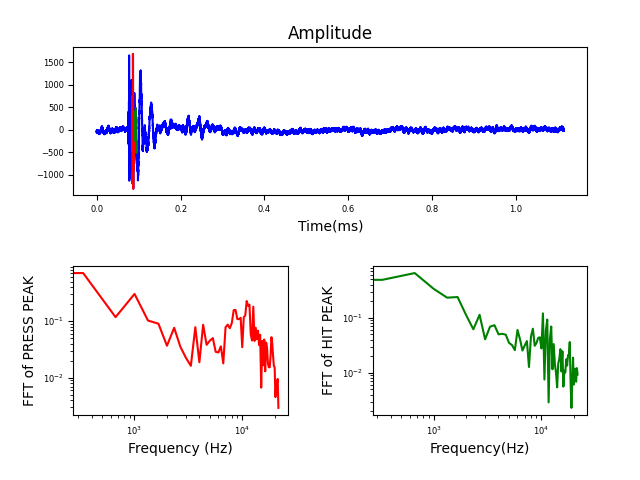 Amplitude
1500
1000
500
0
−500
−1000
0.0 0.2 0.4 0.6 0.8 1.0
Time(ms)
FFT of PRESS PEAK
10⁻¹
10⁻²
10³ 10⁴
Frequency (Hz)
FFT of HIT PEAK
10⁻¹
10⁻²
10³ 10⁴
Frequency(Hz)